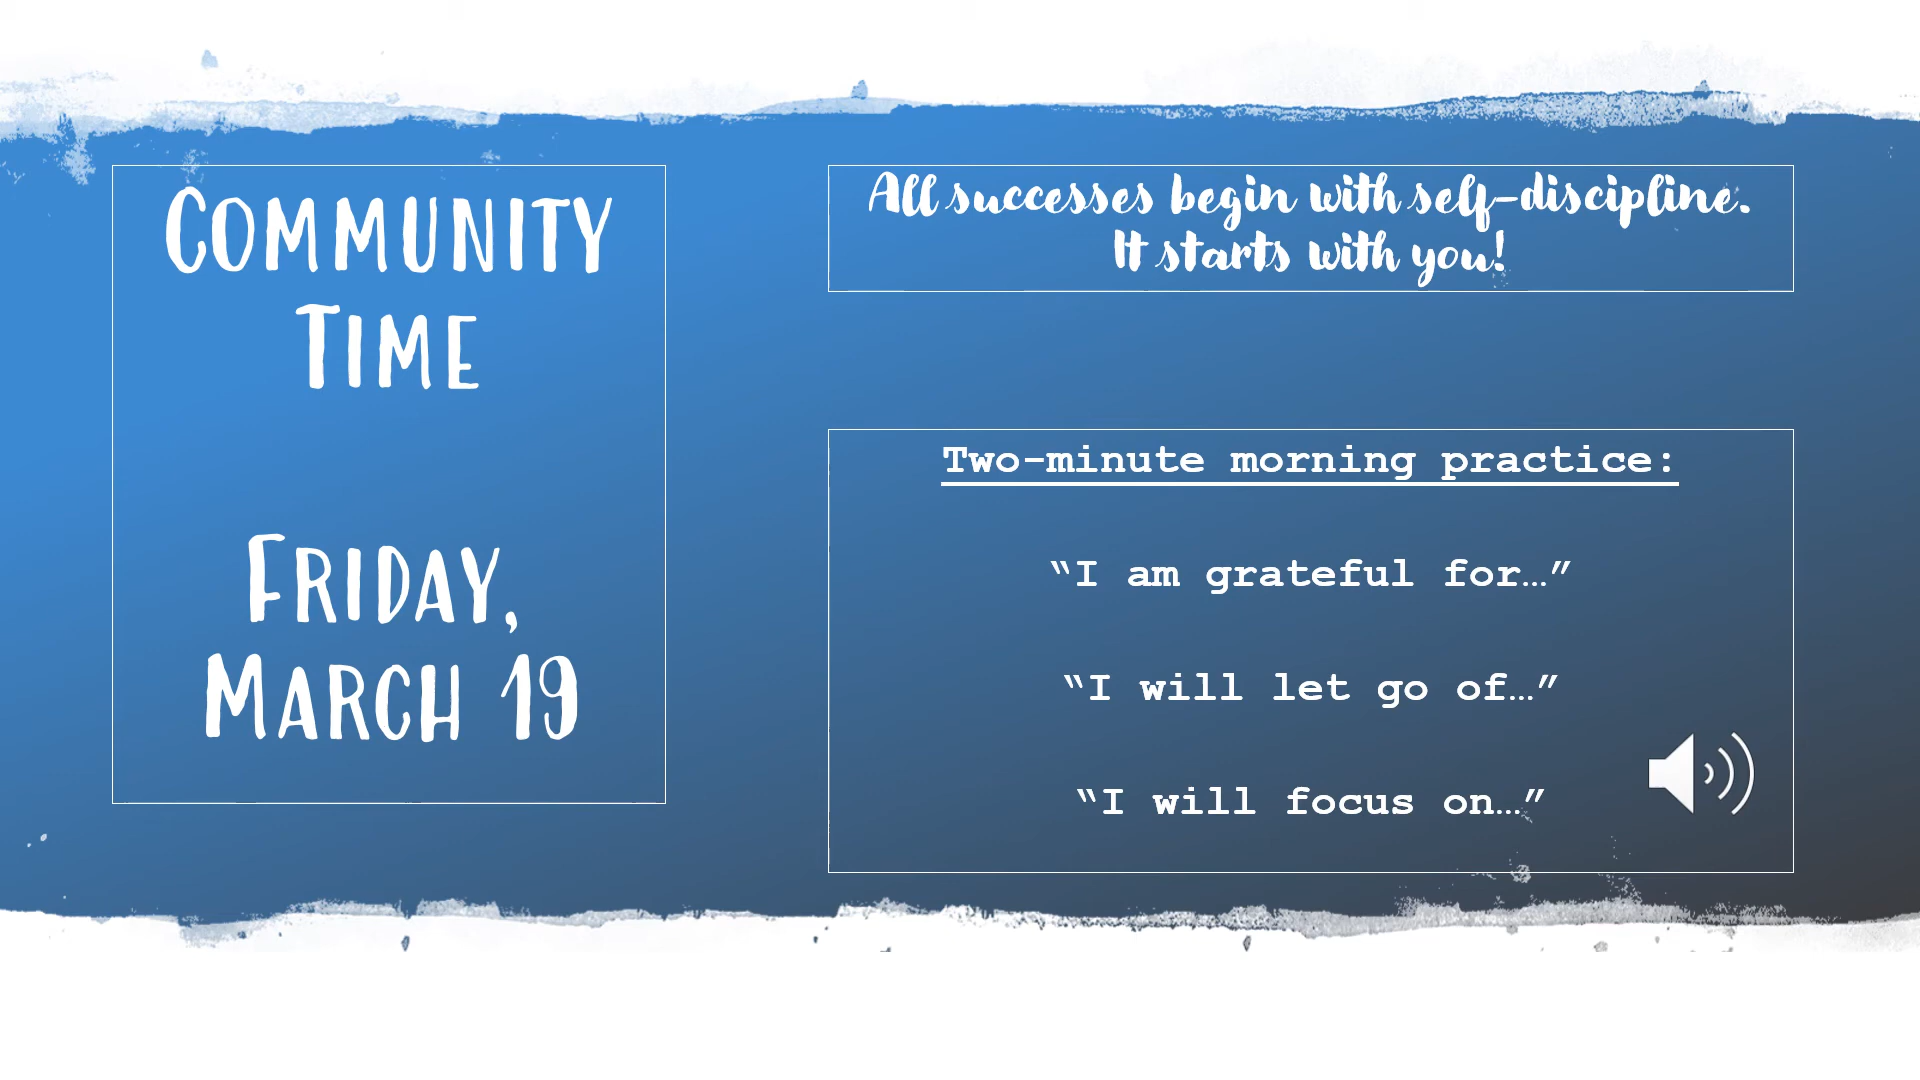 Community
Time
Friday,
March 19
All successes begin with self-discipline.
It starts with you!
Two-minute morning practice:
“I am grateful for…”
“I will let go of…”
“I will focus on…”